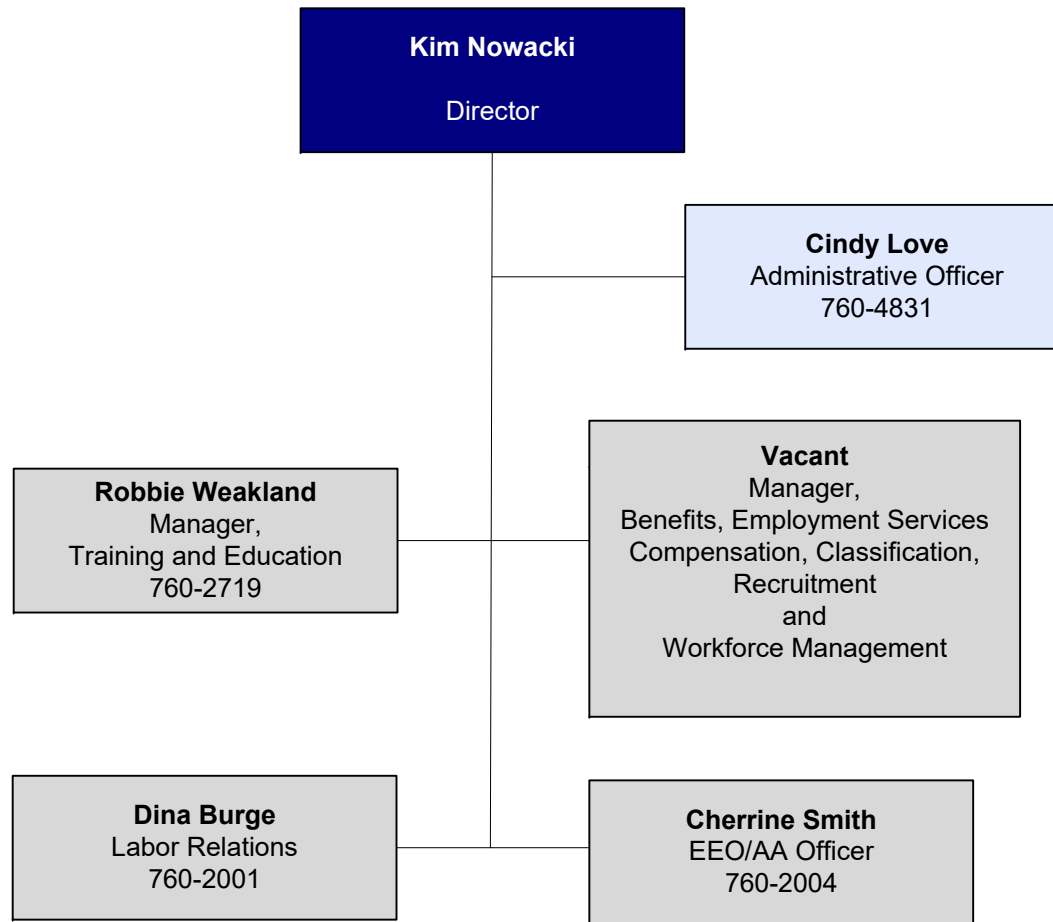 Kim Nowacki
Director
Cindy Love
Administrative Officer
760-4831
Robbie Weakland
Manager,
Training and Education
760-2719
Vacant
Manager,
Benefits, Employment Services
Compensation, Classification,
Recruitment
and
Workforce Management
Dina Burge
Labor Relations
760-2001
Cherrine Smith
EEO/AA Officer
760-2004